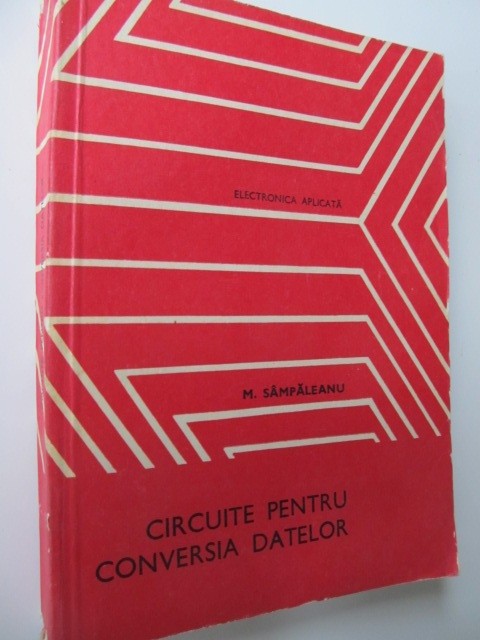 ELECTRONICA APLICATĂ
M. SÂMPĂLEANU
CIRCUITE PENTRU
CONVERSIA DATELOR